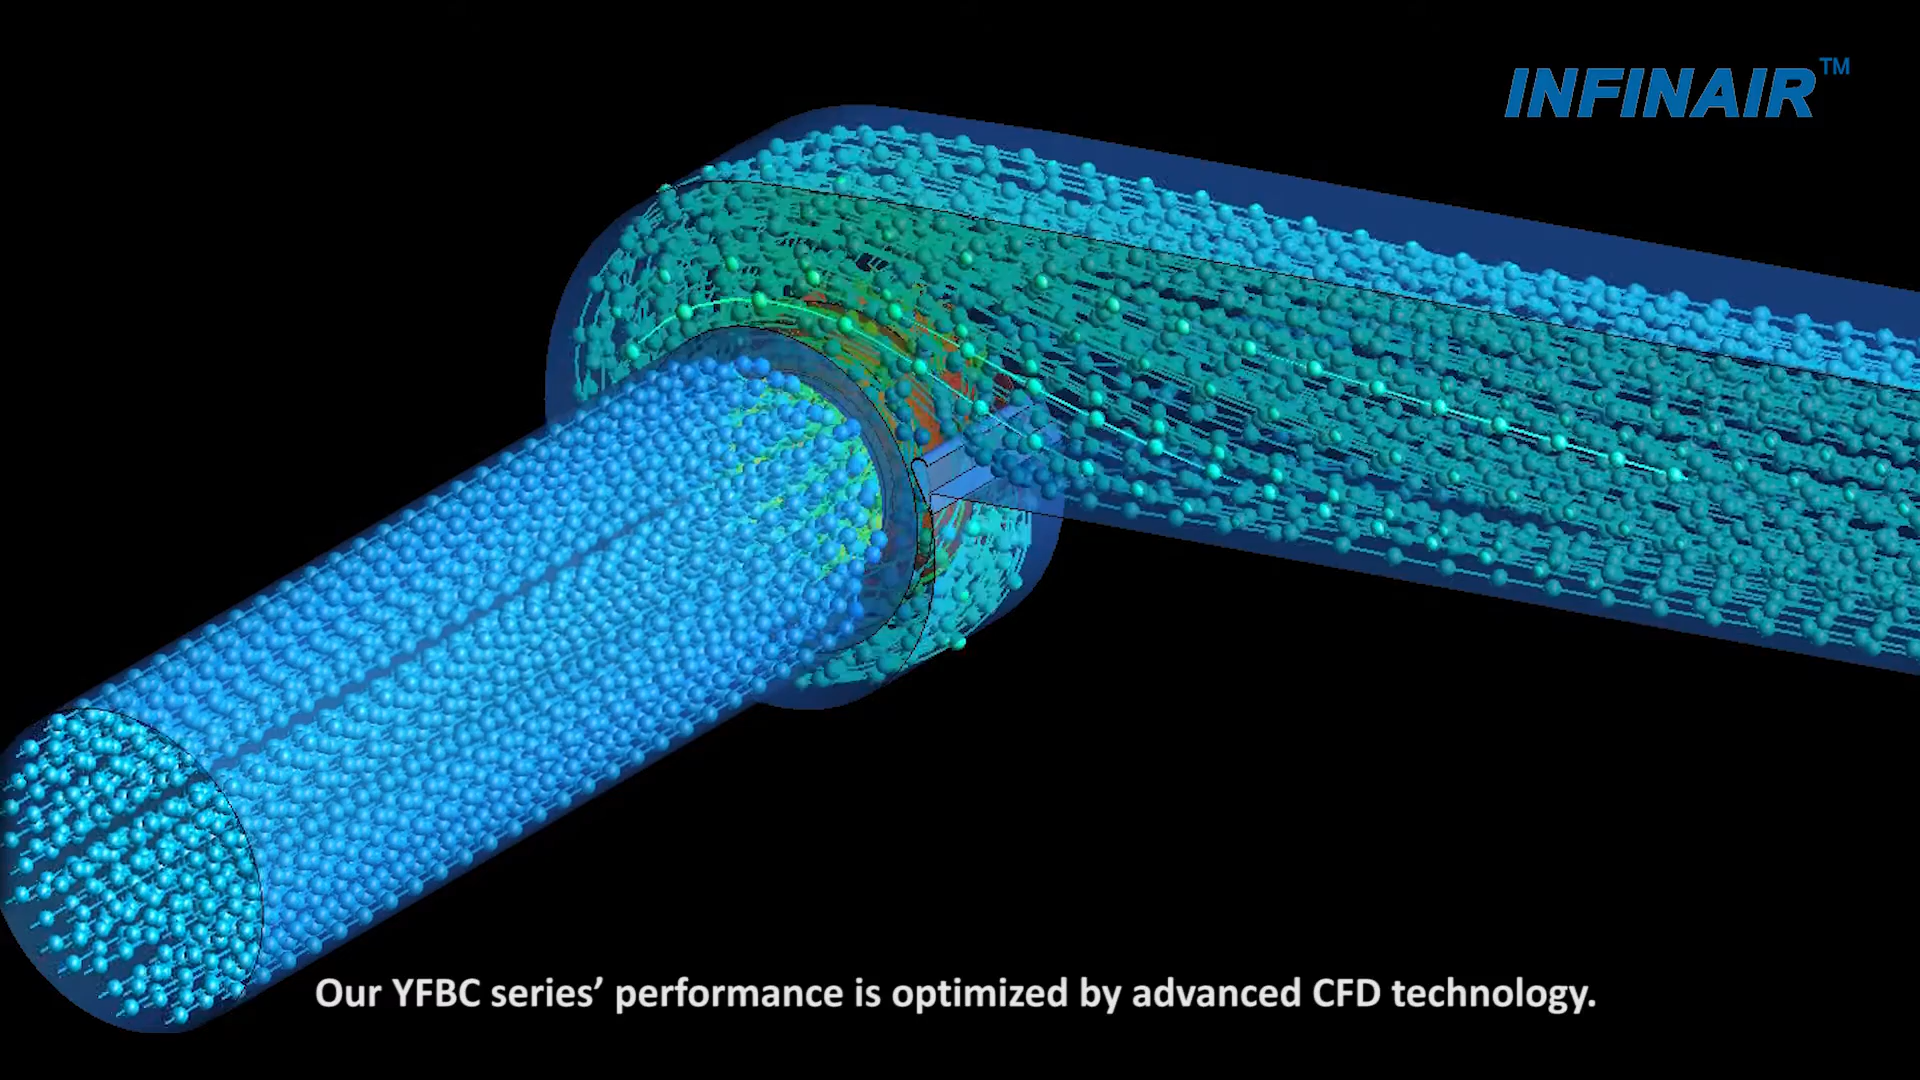 INFINAIR™
Our YFBC series’ performance is optimized by advanced CFD technology.